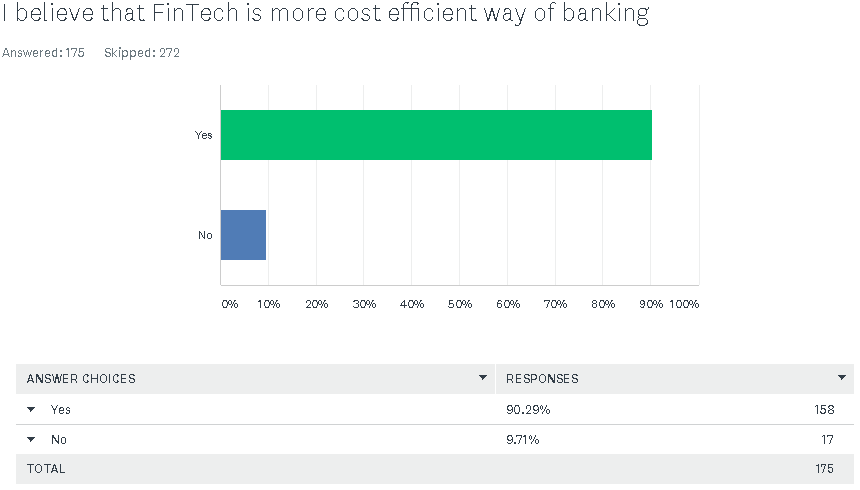 I believe that FinTech is more cost efficient way of banking
Answered: 175 Skipped: 272
Yes
No
0% 10% 20% 30% 40% 50% 60% 70% 80% 90% 100%
ANSWER CHOICES RESPONSES
Yes 90.29% 158
No 9.71% 17
TOTAL 175